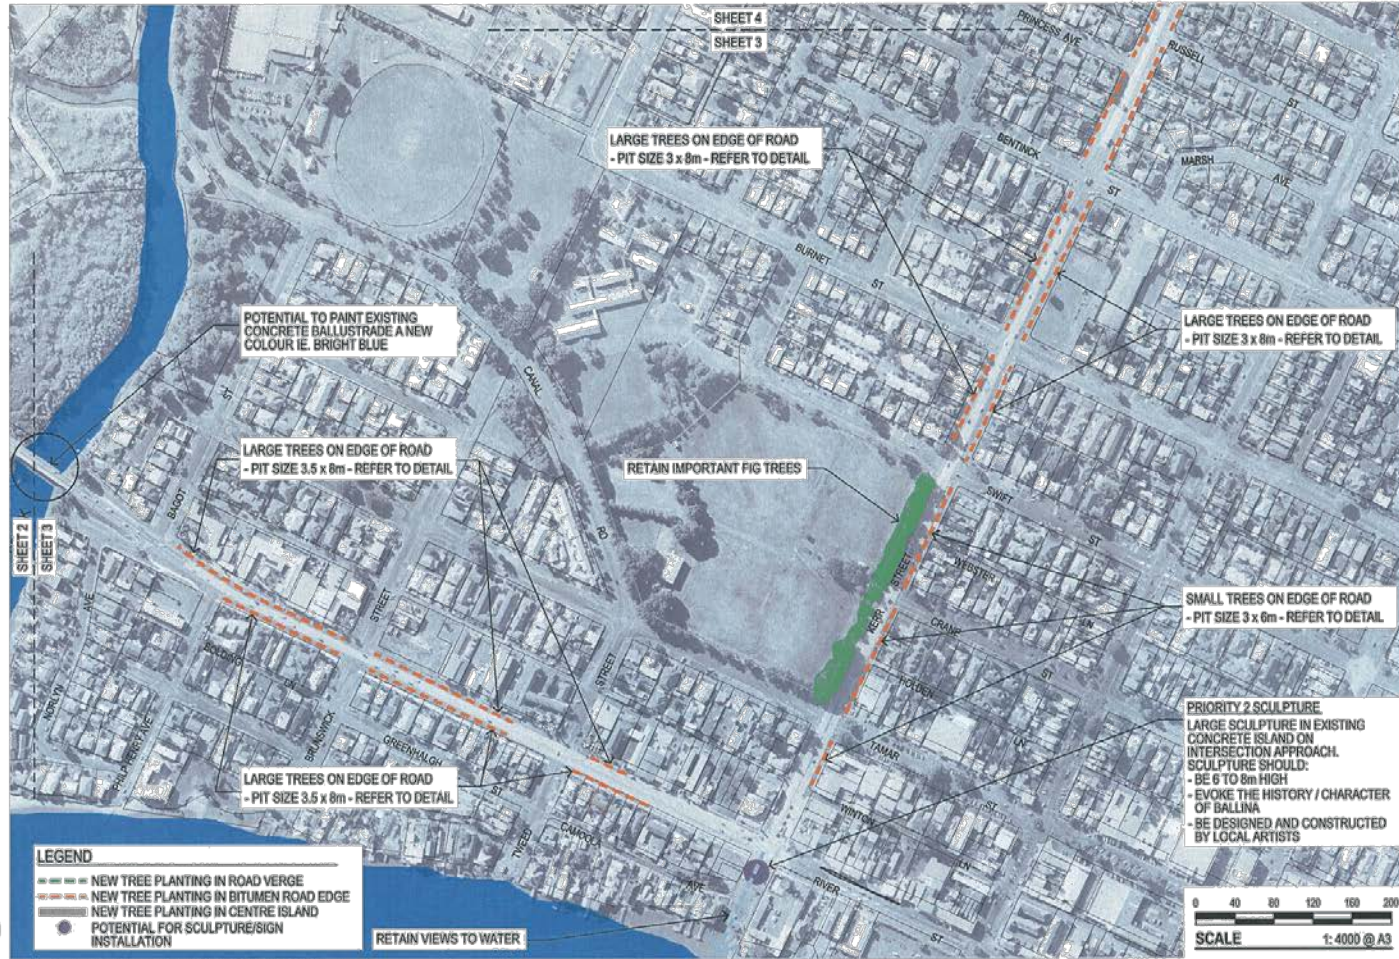 SHEET 4
SHEET 3
PRINCESS AVE
RUSSELL
ST
LARGE TREES ON EDGE OF ROAD
- PIT SIZE 3 x 8m - REFER TO DETAIL
BENTINCK
ST
MARSH
AVE
BURNET
ST
POTENTIAL TO PAINT EXISTING
CONCRETE BALLUSTRADE A NEW
COLOUR IE. BRIGHT BLUE
LARGE TREES ON EDGE OF ROAD
- PIT SIZE 3 x 8m - REFER TO DETAIL
CANAL
RD
ST
BAGOT
LARGE TREES ON EDGE OF ROAD
- PIT SIZE 3.5 x 8m - REFER TO DETAIL
RETAIN IMPORTANT FIG TREES
SWIFT
ST
SHEET 2
SHEET 3
K
KERR
STREET
WEBSTER
LN
SMALL TREES ON EDGE OF ROAD
- PIT SIZE 3 x 6m - REFER TO DETAIL
CRANE
ST
AVE
NORLYN
STREET
BOLDING
LN
STREET
HOLDEN
LN
PHILP
AVE
BRUNSWICK
GREENHALGH
ST
TAMAR
ST
PRIORITY 2 SCULPTURE
LARGE SCULPTURE IN EXISTING
CONCRETE ISLAND ON
INTERSECTION APPROACH.
SCULPTURE SHOULD:
- BE 6 TO 8m HIGH
- EVOKE THE HISTORY / CHARACTER
OF BALLINA
- BE DESIGNED AND CONSTRUCTED
BY LOCAL ARTISTS
LARGE TREES ON EDGE OF ROAD
- PIT SIZE 3.5 x 8m - REFER TO DETAIL
TWEED
CAHOOLA
AVE
WINTON
LN
RIVER
ST
LEGEND
NEW TREE PLANTING IN ROAD VERGE
NEW TREE PLANTING IN BITUMEN ROAD EDGE
NEW TREE PLANTING IN CENTRE ISLAND
POTENTIAL FOR SCULPTURE/SIGN
INSTALLATION
RETAIN VIEWS TO WATER
0 40 80 120 160 200
SCALE 1: 4000 @ A3